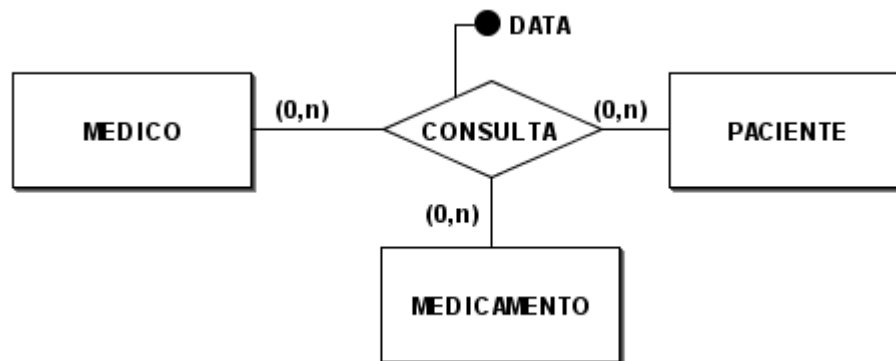 DATA
MEDICO
(0,n)
CONSULTA
(0,n)
PACIENTE
(0,n)
MEDICAMENTO